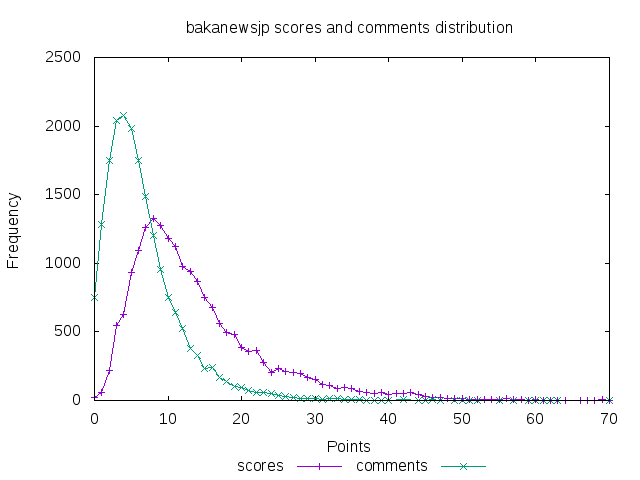 bakanewsjp scores and comments distribution
2500
2000
1500
1000
500
0
Frequency
0 10 20 30 40 50 60 70
Points
scores comments